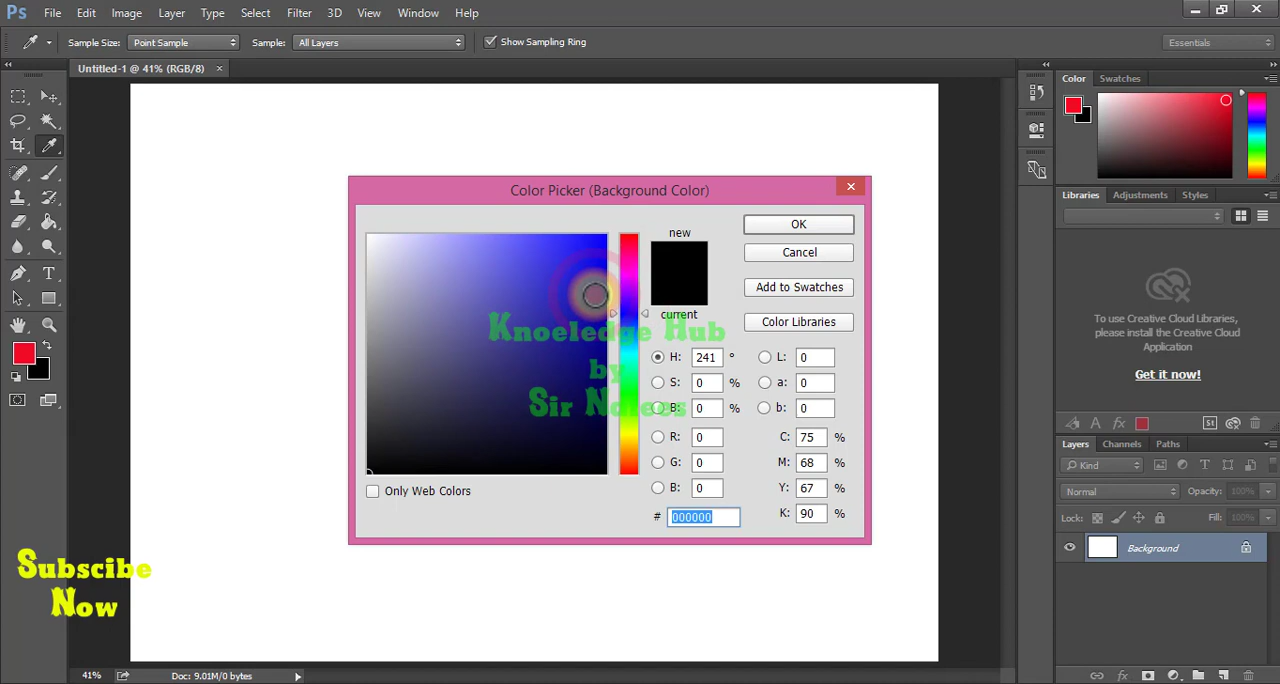 Ps File Edit Image Layer Type Select Filter 3D View Window Help
Sample Size: Point Sample Sample: All Layers Show Sampling Ring Essentials
Untitled-1 @ 41% (RGB/8) ×
Color Swatches
Color Picker (Background Color)
new
current
OK
Cancel
Add to Swatches
Color Libraries
H: 241 ° L: 0
S: 0 % a: 0
B: 0 % b: 0
R: 0 C: 75 %
G: 0 M: 68 %
B: 0 Y: 67 %
# 000000 K: 90 %
Only Web Colors
Knoeledge Hub
by
Sir Nafees
Subscibe
Now
Libraries Adjustments Styles
To use Creative Cloud Libraries,
please install the Creative Cloud
Application
Get it now!
St
Layers Channels Paths
Kind
Normal Opacity: 100%
Lock: Fill: 100%
Background
41% Doc: 9.01M/0 bytes